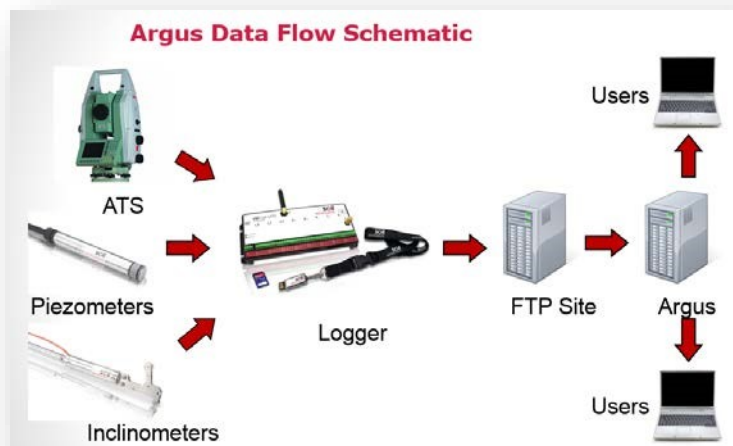 Argus Data Flow Schematic
Users
ATS
Piezometers
Logger
FTP Site
Argus
Inclinometers
Users